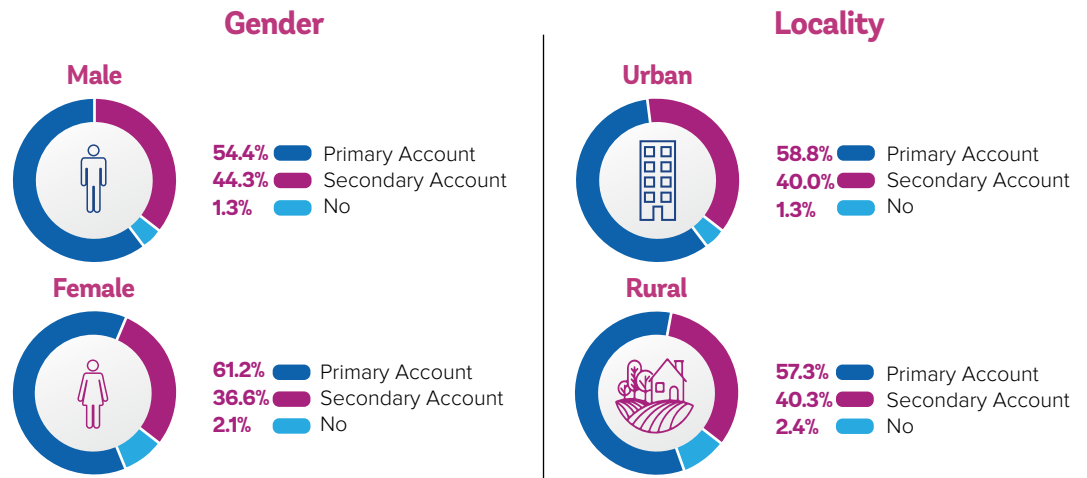 Gender
Male
54.4% Primary Account
44.3% Secondary Account
1.3% No
Female
61.2% Primary Account
36.6% Secondary Account
2.1% No
Locality
Urban
58.8% Primary Account
40.0% Secondary Account
1.3% No
Rural
57.3% Primary Account
40.3% Secondary Account
2.4% No